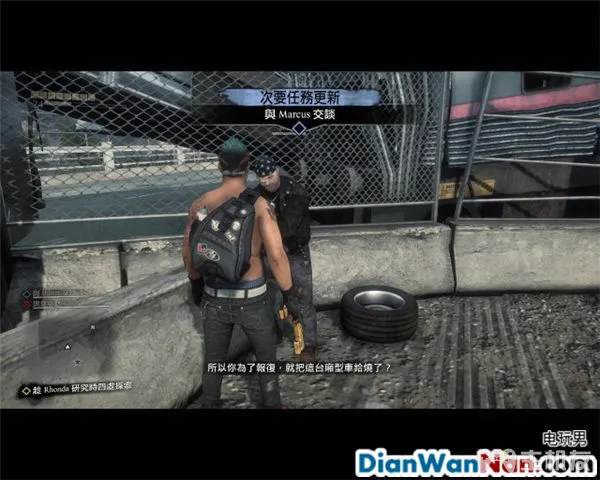 次要任務更新
與 Marcus 交談
所以你為了報復，就把這台廂型車給燒了？
趁 Rhonda 研究時四處探索
电玩男
DianWanNan.com